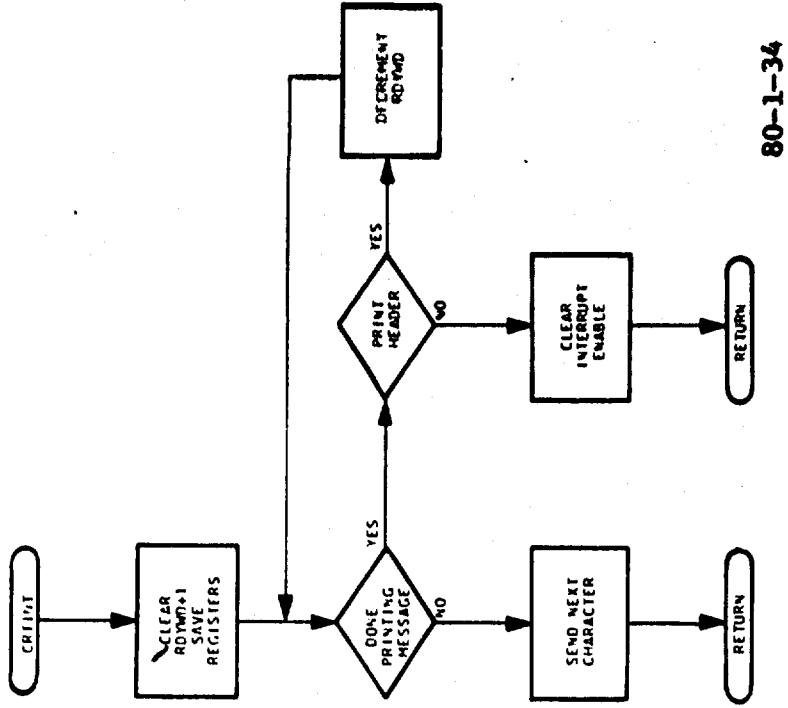 CRTINT
CLEAR
RDYWD+1
SAVE
REGISTERS
DONE
PRINTING
MESSAGE
YES
NO
PRINT
HEADER
YES
NO
DECREMENT
RDYWD
SEND NEXT
CHARACTER
CLEAR
INTERRUPT
ENABLE
RETURN
RETURN
80-1-34